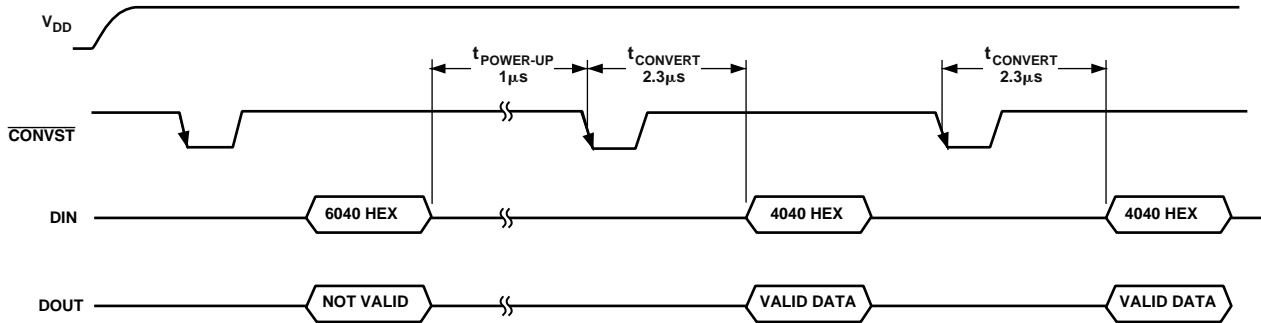 VDD
tPOWER-UP
1μs
tCONVERT
2.3μs
tCONVERT
2.3μs
CONVST
DIN
6040 HEX
4040 HEX
4040 HEX
DOUT
NOT VALID
VALID DATA
VALID DATA